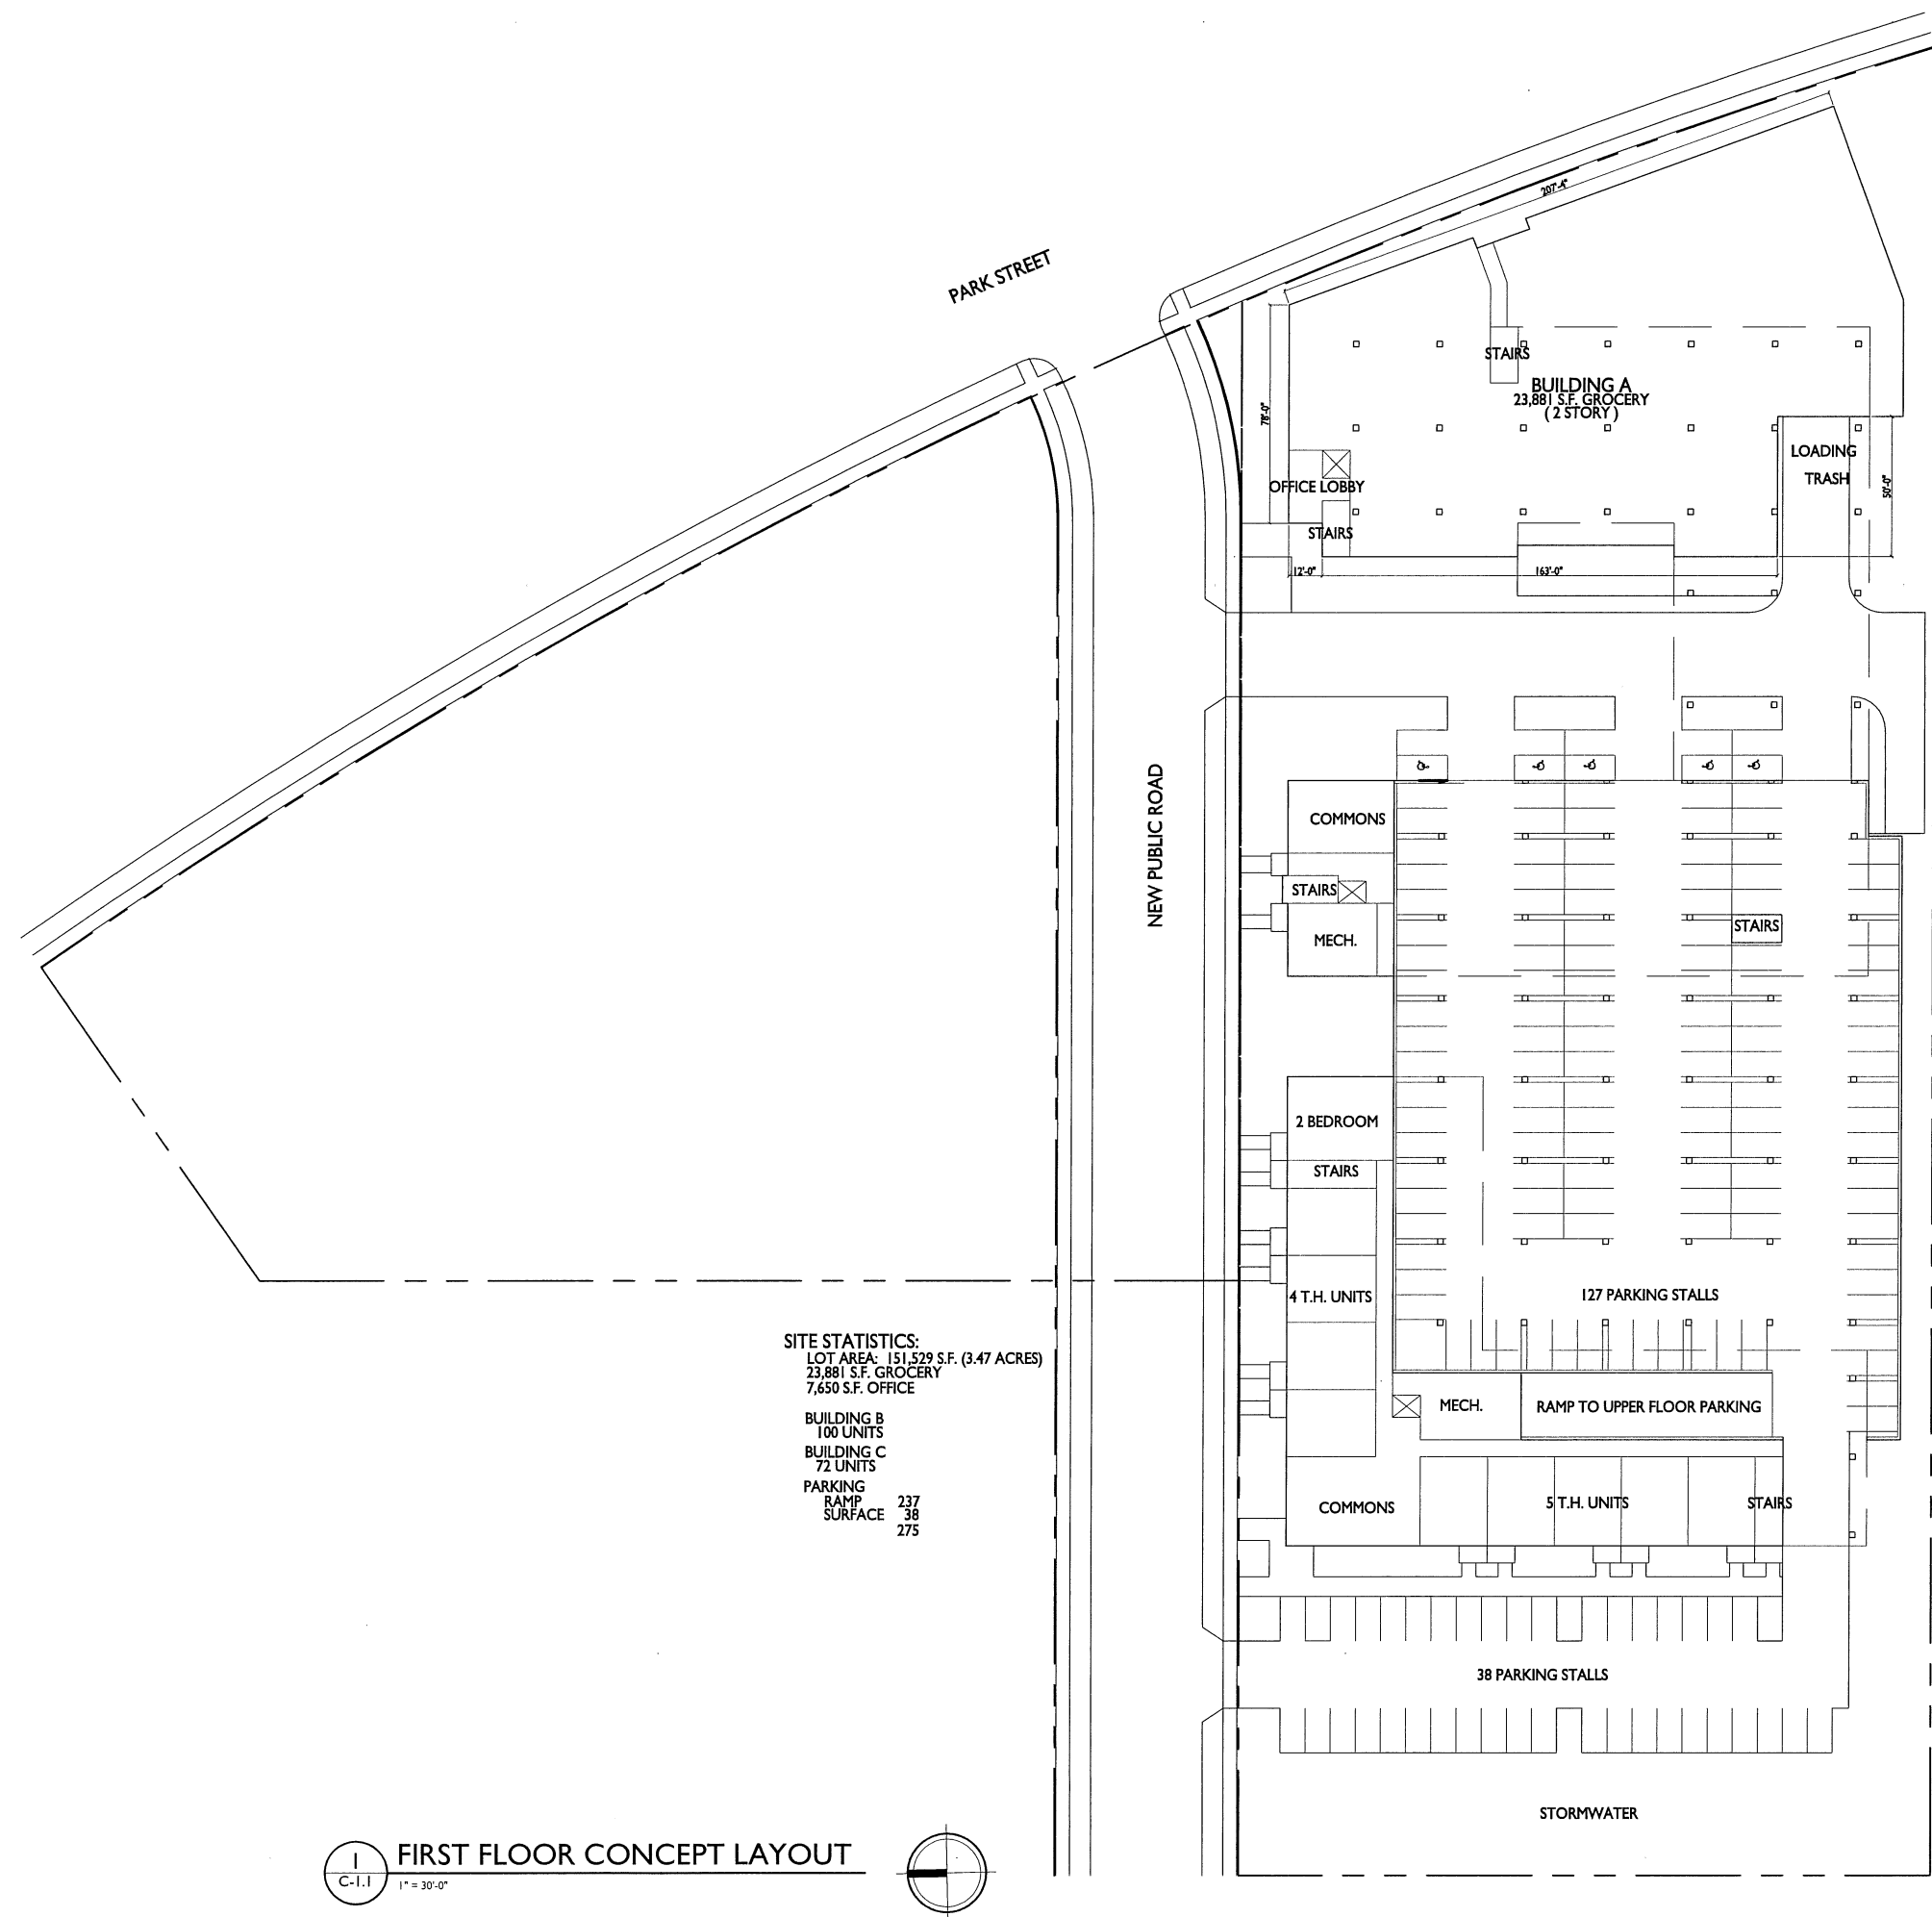 207'-4"
PARK STREET
STAIRS
BUILDING A
23,881 S.F. GROCERY
( 2 STORY )
78'-0"
LOADING
TRASH
50'-0"
OFFICE LOBBY
STAIRS
12'-0"
163'-0"
NEW PUBLIC ROAD
COMMONS
STAIRS
MECH.
STAIRS
2 BEDROOM
STAIRS
4 T.H. UNITS
127 PARKING STALLS
SITE STATISTICS:
LOT AREA: 151,529 S.F. (3.47 ACRES)
23,881 S.F. GROCERY
7,650 S.F. OFFICE
BUILDING B
100 UNITS
BUILDING C
72 UNITS
PARKING
RAMP 237
SURFACE 38
275
MECH.
RAMP TO UPPER FLOOR PARKING
COMMONS
5 T.H. UNITS
STAIRS
38 PARKING STALLS
STORMWATER
1
C-1.1
FIRST FLOOR CONCEPT LAYOUT
1" = 30'-0"